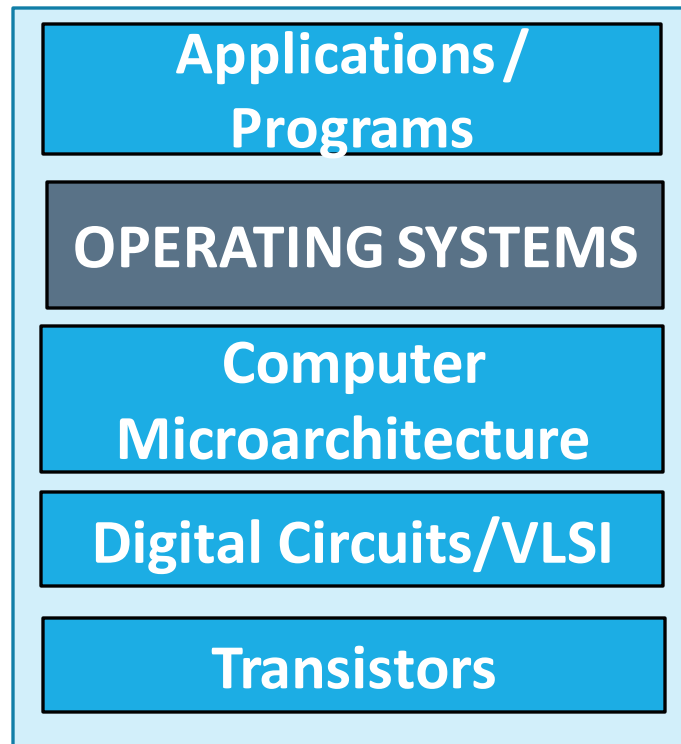 Applications/
Programs
OPERATING SYSTEMS
Computer
Microarchitecture
Digital Circuits/VLSI
Transistors